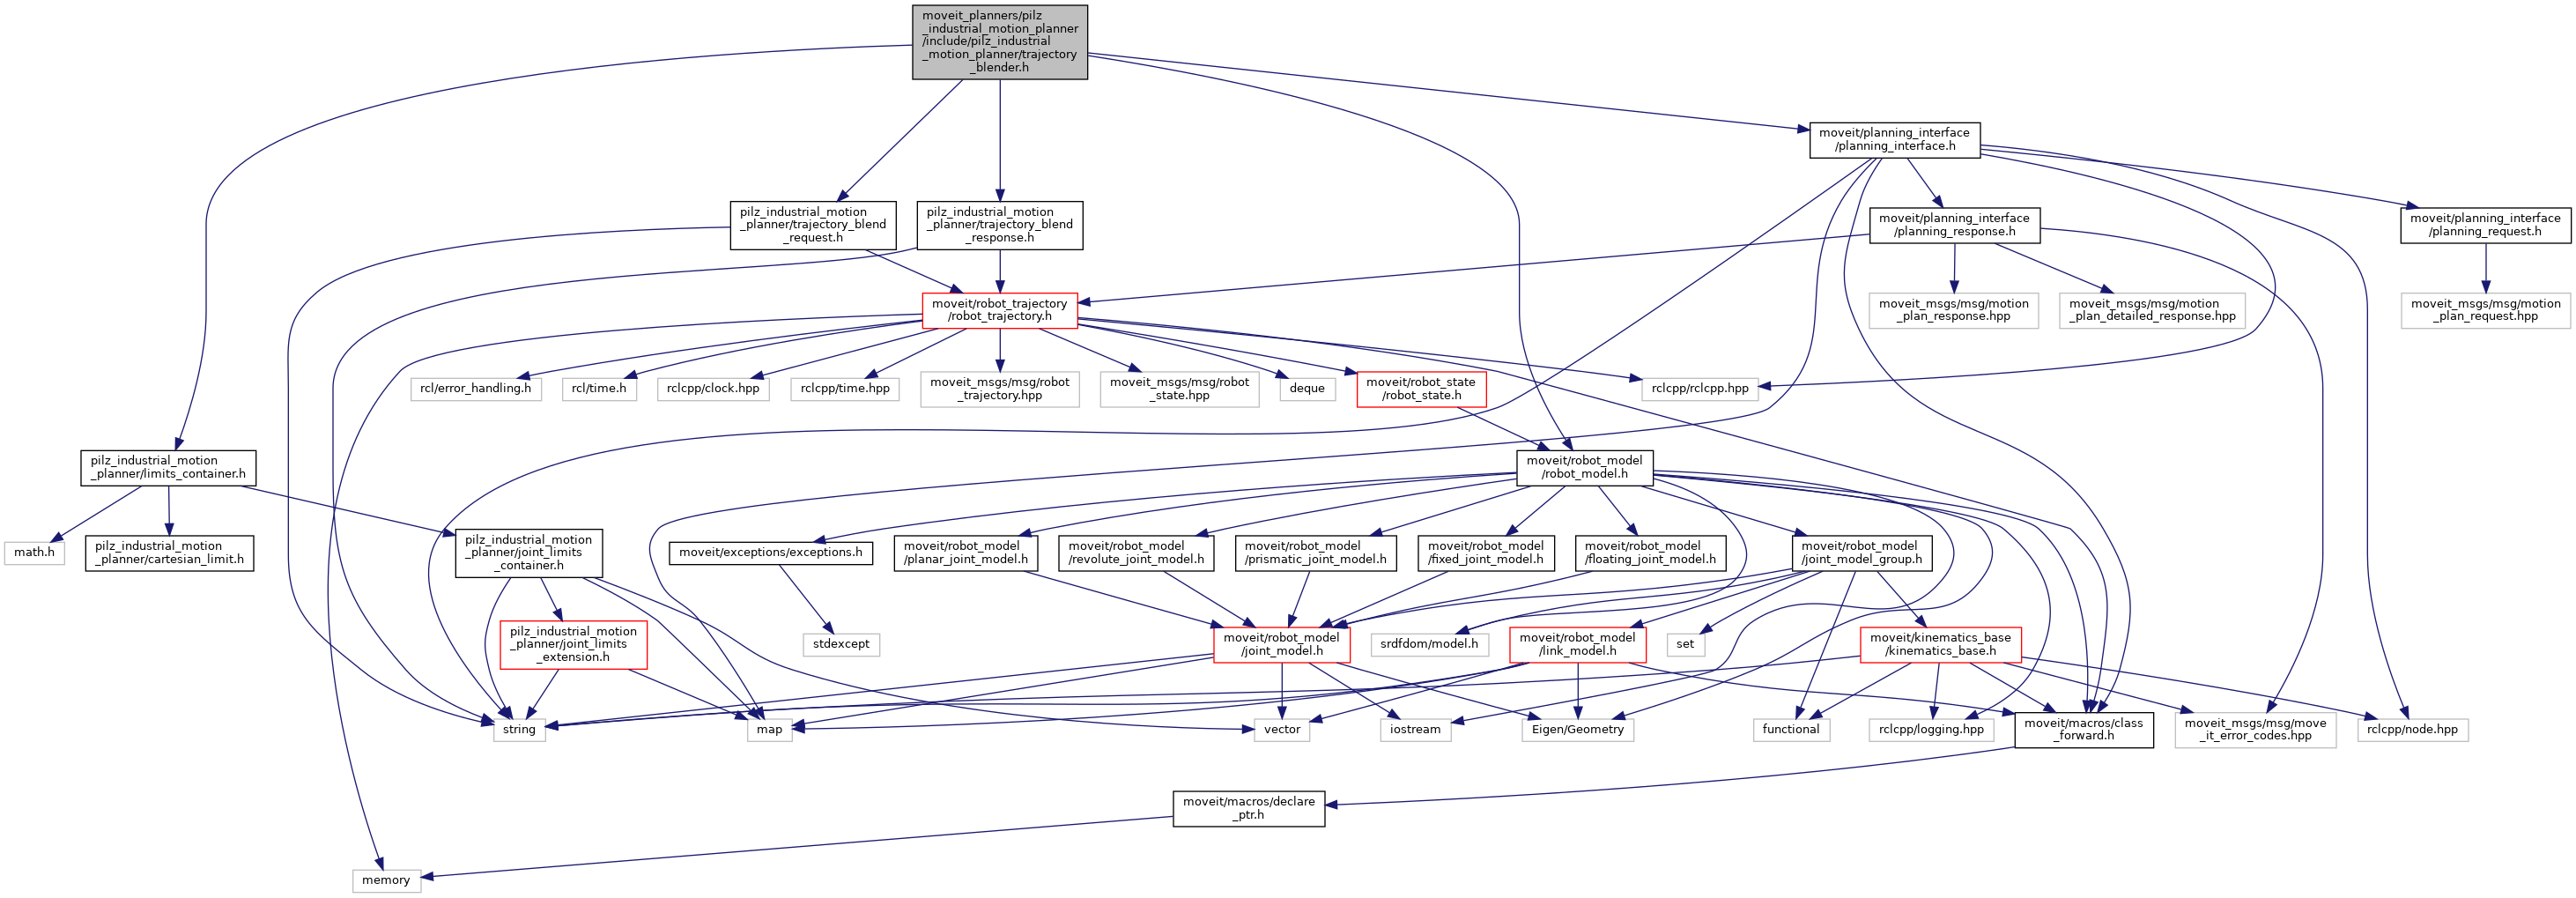 moveit_planners/pilz
_industrial_motion_planner
/include/pilz_industrial
_motion_planner/trajectory
_blender.h
moveit/planning_interface
/planning_interface.h
pilz_industrial_motion
_planner/trajectory_blend
_request.h
pilz_industrial_motion
_planner/trajectory_blend
_response.h
moveit/planning_interface
/planning_response.h
moveit/planning_interface
/planning_request.h
moveit/robot_trajectory
/robot_trajectory.h
moveit_msgs/msg/motion
_plan_response.hpp
moveit_msgs/msg/motion
_plan_detailed_response.hpp
moveit_msgs/msg/motion
_plan_request.hpp
rcl/error_handling.h
rcl/time.h
rclcpp/clock.hpp
rclcpp/time.hpp
moveit_msgs/msg/robot
_trajectory.hpp
moveit_msgs/msg/robot
_state.hpp
deque
moveit/robot_state
/robot_state.h
rclcpp/rclcpp.hpp
pilz_industrial_motion
_planner/limits_container.h
moveit/robot_model
/robot_model.h
math.h
pilz_industrial_motion
_planner/cartesian_limit.h
pilz_industrial_motion
_planner/joint_limits
_container.h
moveit/exceptions/exceptions.h
moveit/robot_model
/planar_joint_model.h
moveit/robot_model
/revolute_joint_model.h
moveit/robot_model
/prismatic_joint_model.h
moveit/robot_model
/fixed_joint_model.h
moveit/robot_model
/floating_joint_model.h
moveit/robot_model
/joint_model_group.h
pilz_industrial_motion
_planner/joint_limits
_extension.h
stdexcept
moveit/robot_model
/joint_model.h
srdfdom/model.h
moveit/robot_model
/link_model.h
set
moveit/kinematics_base
/kinematics_base.h
string
map
vector
iostream
Eigen/Geometry
functional
rclcpp/logging.hpp
moveit/macros/class
_forward.h
moveit_msgs/msg/move
_it_error_codes.hpp
rclcpp/node.hpp
moveit/macros/declare
_ptr.h
memory